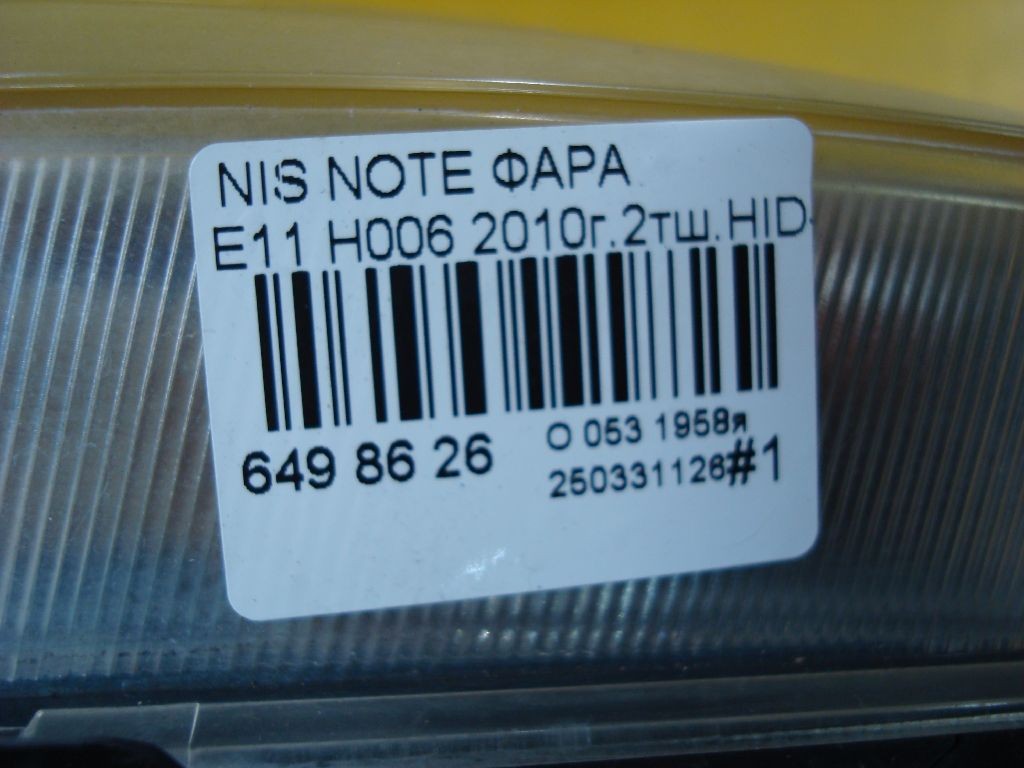 NIS NOTE ФАРА
E11 H006 2010г.2тш.HID-
649 86 26
О 053 1958я
250331126#1